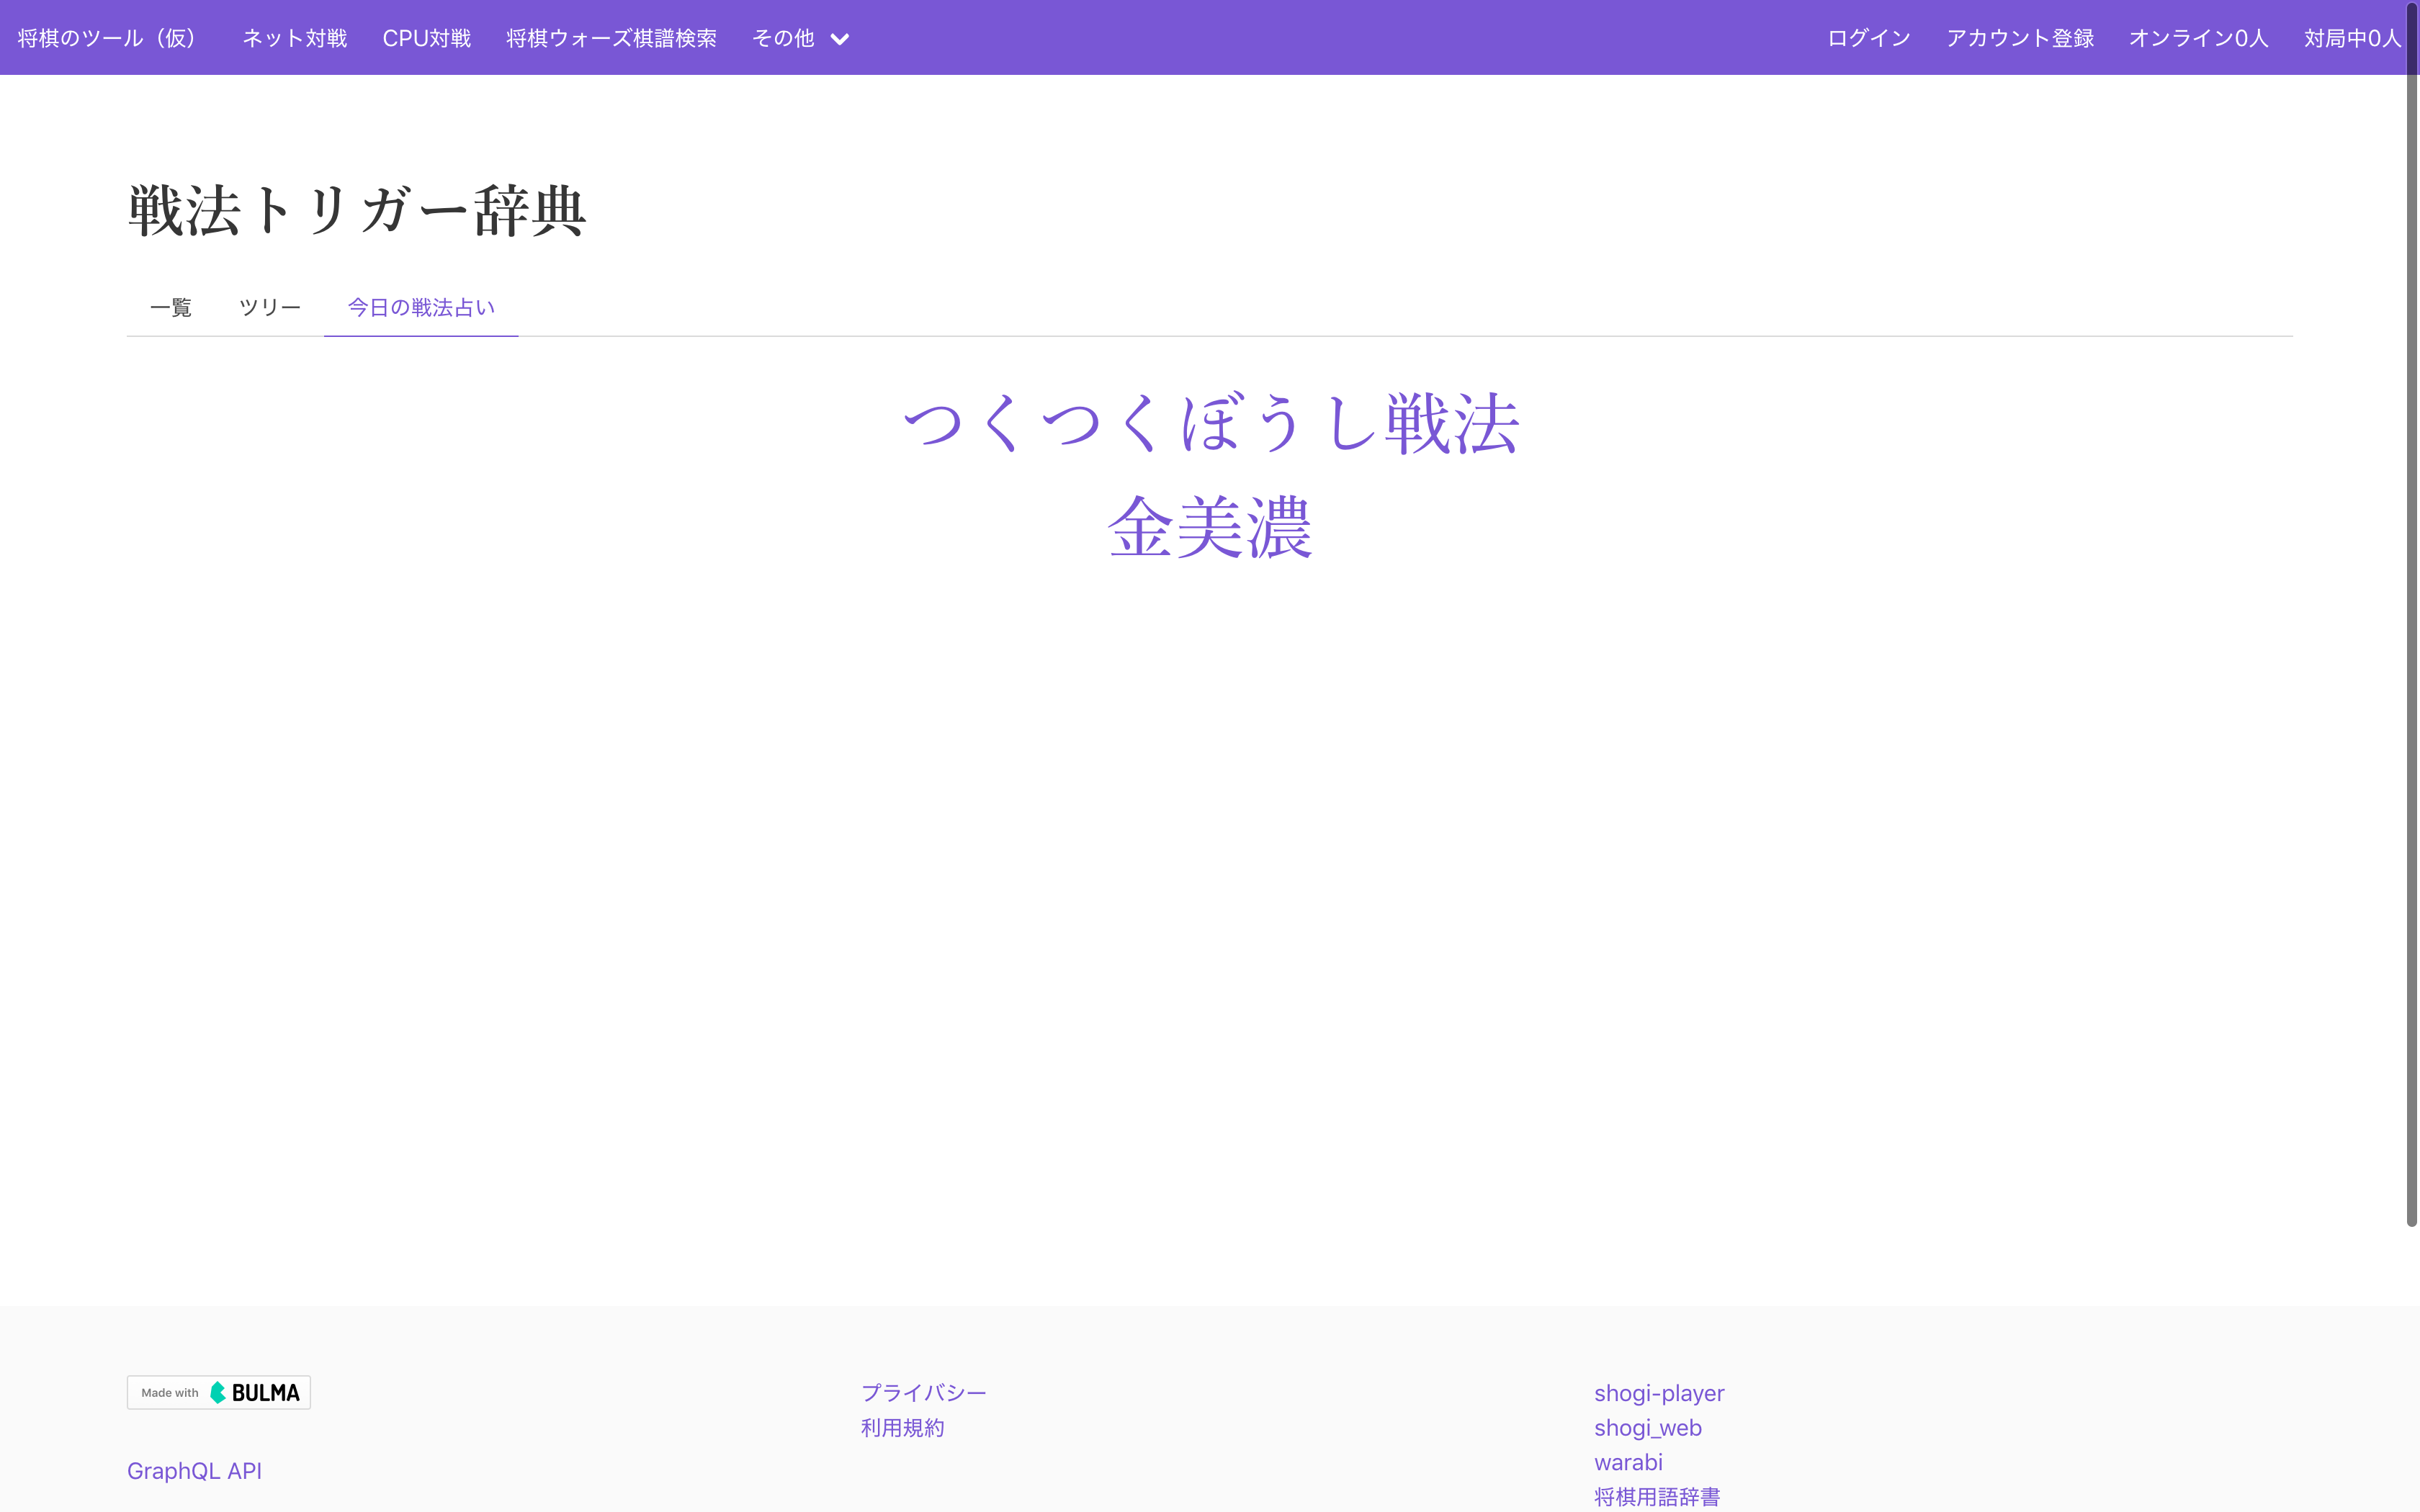 将棋のツール（仮） ネット対戦 CPU対戦 将棋ウォーズ棋譜検索 その他 ログイン アカウント登録 オンライン0人 対局中0人
戦法トリガー辞典
一覧 ツリー 今日の戦法占い
つくつくぼうし戦法
金美濃
Made with BULMA
GraphQL API
プライバシー
利用規約
shogi-player
shogi_web
warabi
将棋用語辞書